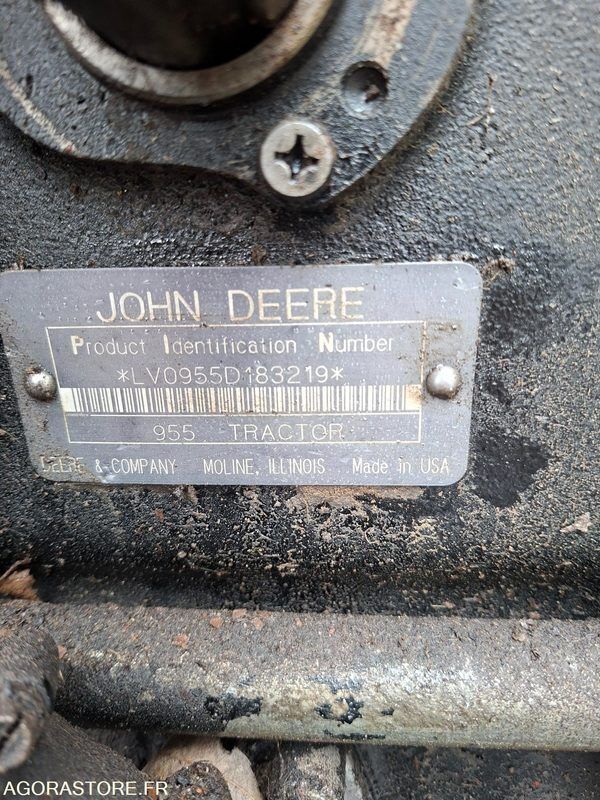 JOHN DEERE
Product Identification Number
*LV0955D183219*
955 TRACTOR
DEERE & COMPANY MOLINE, ILLINOIS Made in USA
AGORASTORE.FR